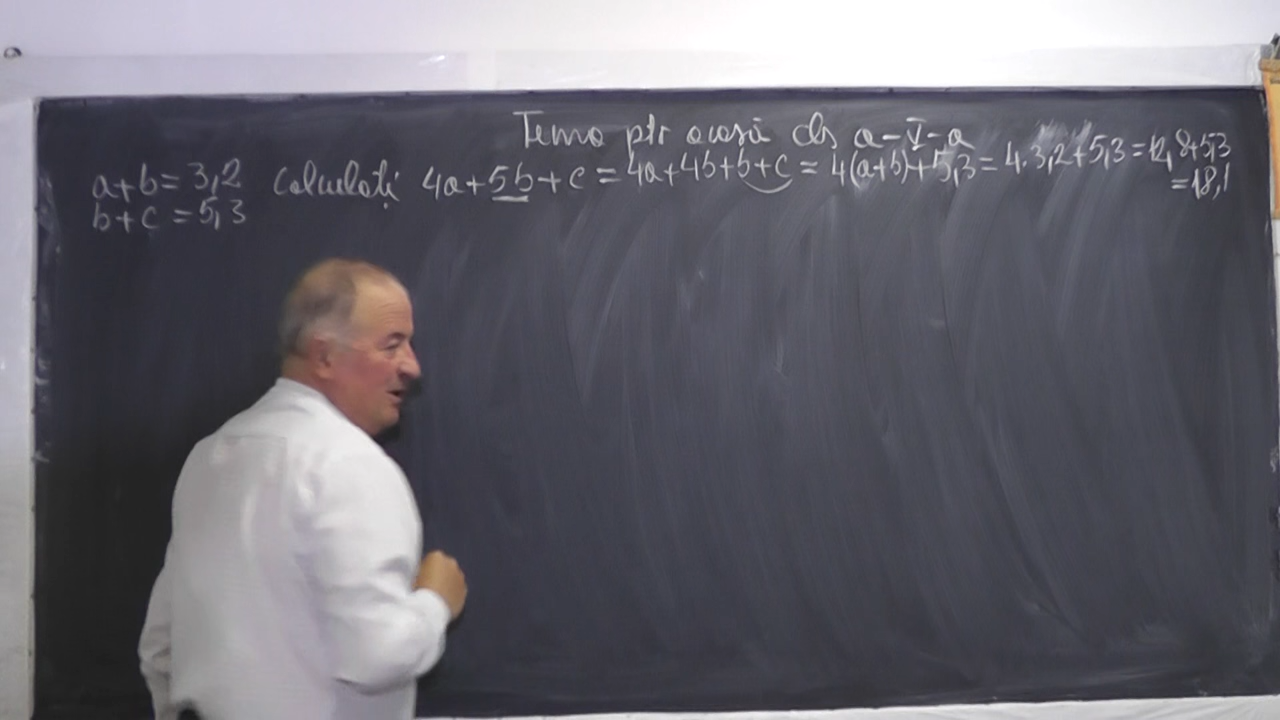 Tema ptr acasă cls a-V-a
a+b=3,2 Calculați 4a+5b+c=4a+4b+b+c=4(a+b)+5,3=4·3,2+5,3=12,8+5,3
b+c=5,3
=18,1